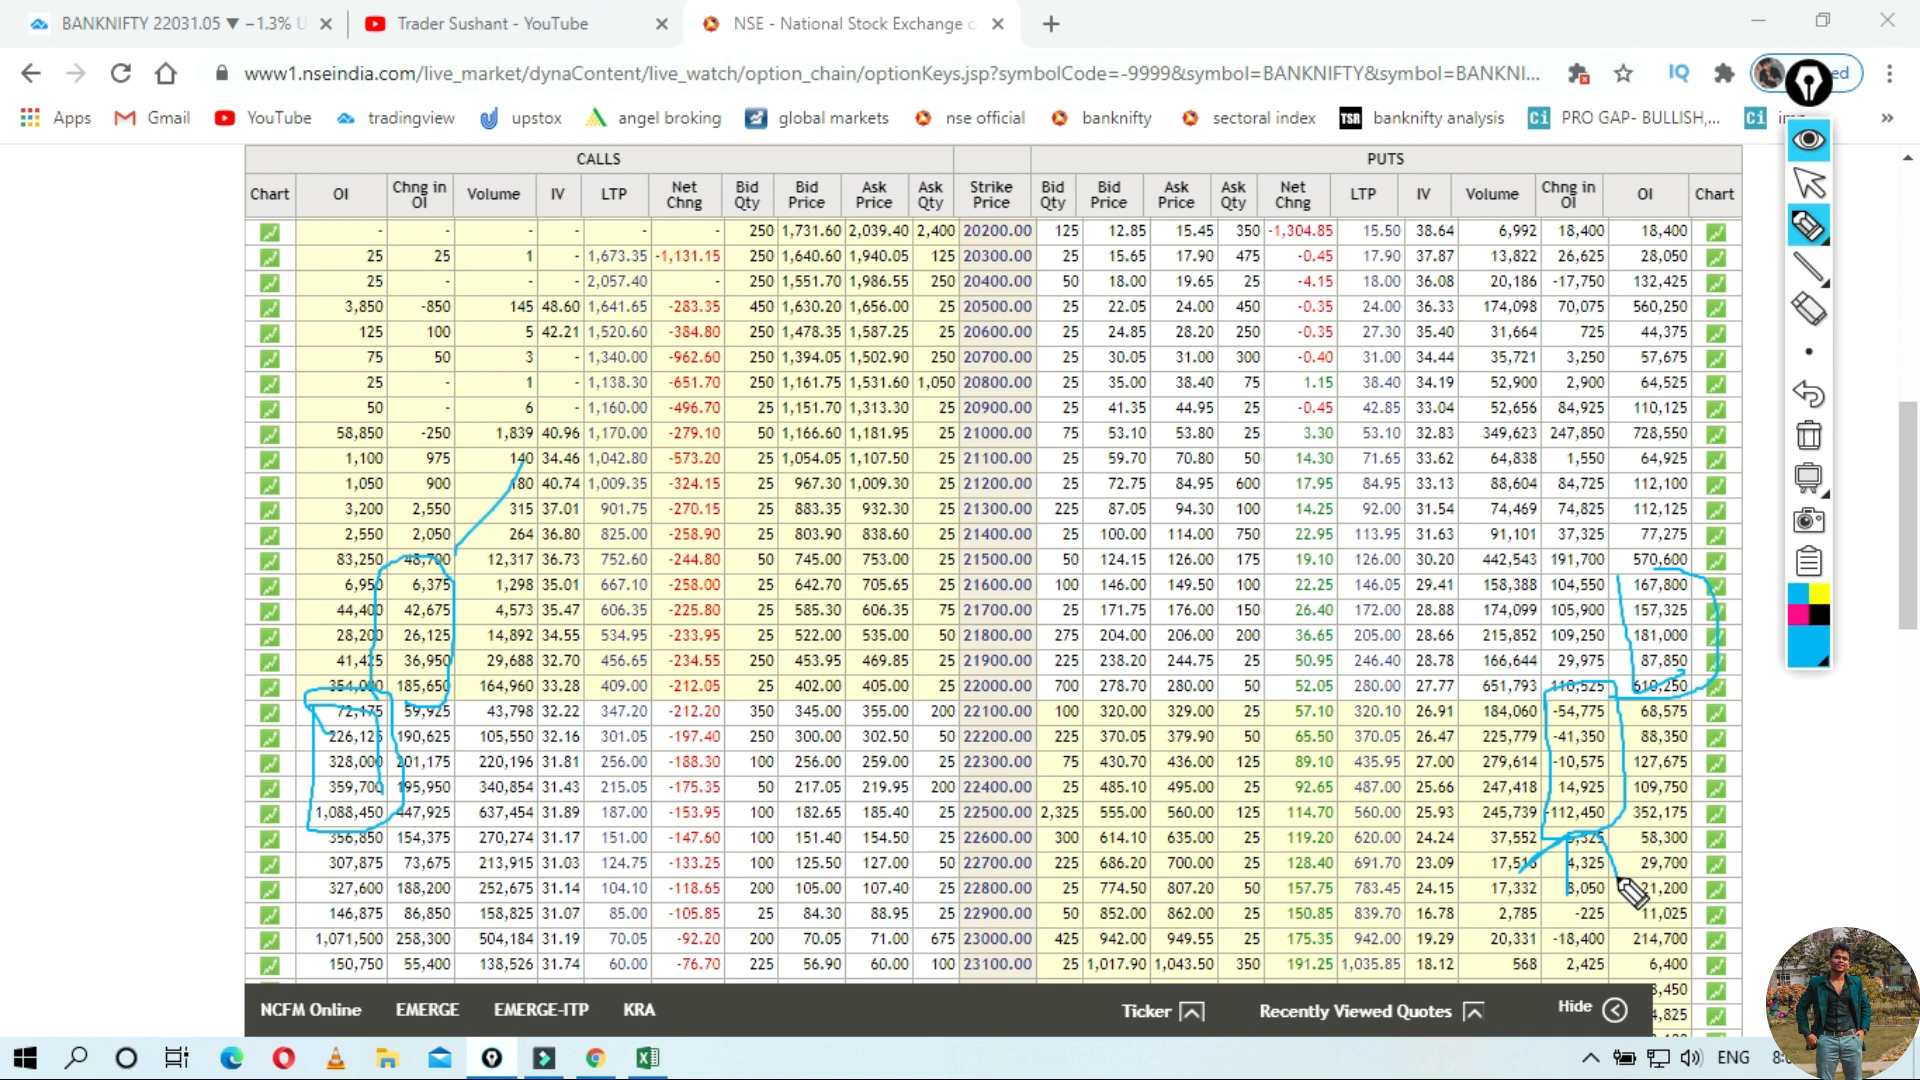 BANKNIFTY 22031.05 ▼ −1.3% U Trader Sushant - YouTube NSE - National Stock Exchange o
www1.nseindia.com/live_market/dynaContent/live_watch/option_chain/optionKeys.jsp?symbolCode=-9999&symbol=BANKNIFTY&symbol=BANKNI... IQ ed
Apps Gmail YouTube tradingview upstox angel broking global markets nse official banknifty sectoral index TSR banknifty analysis Ci PRO GAP- BULLISH,... Ci »
CALLS PUTS
Chart OI Chng in OI Volume IV LTP Net Chng Bid Qty Bid Price Ask Price Ask Qty Strike Price Bid Qty Bid Price Ask Price Ask Qty Net Chng LTP IV Volume Chng in OI OI Chart
- - - - - - 250 1,731.60 2,039.40 2,400 20200.00 125 12.85 15.45 350 -1,304.85 15.50 38.64 6,992 18,400 18,400
25 25 1 - 1,673.35 -1,131.15 250 1,640.60 1,940.05 125 20300.00 25 15.65 17.90 475 -0.45 17.90 37.87 13,822 26,625 28,050
25 - - - 2,057.40 - 250 1,551.70 1,986.55 250 20400.00 50 18.00 19.65 25 -4.15 18.00 36.08 20,186 -17,750 132,425
3,850 -850 145 48.60 1,641.65 -283.35 450 1,630.20 1,656.00 25 20500.00 25 22.05 24.00 450 -0.35 24.00 36.33 174,098 70,075 560,250
125 100 5 42.21 1,520.60 -384.80 250 1,478.35 1,587.25 25 20600.00 25 24.85 28.20 250 -0.35 27.30 35.40 31,664 725 44,375
75 50 3 - 1,340.00 -962.60 250 1,394.05 1,502.90 250 20700.00 25 30.05 31.00 300 -0.40 31.00 34.44 35,721 3,250 57,675
25 - 1 - 1,138.30 -651.70 250 1,161.75 1,531.60 1,050 20800.00 25 35.00 38.40 75 1.15 38.40 34.19 52,900 2,900 64,525
50 - 6 - 1,160.00 -496.70 25 1,151.70 1,313.30 25 20900.00 25 41.35 44.95 25 -0.45 42.85 33.04 52,656 84,925 110,125
58,850 -250 1,839 40.96 1,170.00 -279.10 50 1,166.60 1,181.95 25 21000.00 75 53.10 53.80 25 3.30 53.10 32.83 349,623 247,850 728,550
1,100 975 140 34.46 1,042.80 -573.20 25 1,054.05 1,107.50 25 21100.00 25 59.70 70.80 50 14.30 71.65 33.62 64,838 1,550 64,925
1,050 900 180 40.74 1,009.35 -324.15 25 967.30 1,009.30 25 21200.00 25 72.75 84.95 600 17.95 84.95 33.13 88,604 84,725 112,100
3,200 2,550 315 37.01 901.75 -270.15 25 883.35 932.30 25 21300.00 225 87.05 94.30 100 14.25 92.00 31.54 74,469 74,825 112,125
2,550 2,050 264 36.80 825.00 -258.90 25 803.90 838.60 25 21400.00 25 100.00 114.00 750 22.95 113.95 31.63 91,101 37,325 77,275
83,250 48,700 12,317 36.73 752.60 -244.80 50 745.00 753.00 25 21500.00 50 124.15 126.00 175 19.10 126.00 30.20 442,543 191,700 570,600
6,950 6,375 1,298 35.01 667.10 -258.00 25 642.70 705.65 25 21600.00 100 146.00 149.50 100 22.25 146.05 29.41 158,388 104,550 167,800
44,400 42,675 4,573 35.47 606.35 -225.80 25 585.30 606.35 75 21700.00 25 171.75 176.00 150 26.40 172.00 28.88 174,099 105,900 157,325
28,200 26,125 14,892 34.55 534.95 -233.95 25 522.00 535.00 50 21800.00 275 204.00 206.00 200 36.65 205.00 28.66 215,852 109,250 181,000
41,425 36,950 29,688 32.70 456.65 -234.55 250 453.95 469.85 25 21900.00 225 238.20 244.75 25 50.95 246.40 28.78 166,644 29,975 87,850
354,000 185,650 164,960 33.28 409.00 -212.05 25 402.00 405.00 25 22000.00 700 278.70 280.00 50 52.05 280.00 27.77 651,793 110,525 610,250
72,175 59,925 43,798 32.22 347.20 -212.20 350 345.00 355.00 200 22100.00 100 320.00 329.00 25 57.10 320.10 26.91 184,060 -54,775 68,575
226,125 190,625 105,550 32.16 301.05 -197.40 250 300.00 302.50 50 22200.00 225 370.05 379.90 50 65.50 370.05 26.47 225,779 -41,350 88,350
328,000 201,175 220,196 31.81 256.00 -188.30 100 256.00 259.00 25 22300.00 75 430.70 436.00 125 89.10 435.95 27.00 279,614 -10,575 127,675
359,700 195,950 340,854 31.43 215.05 -175.35 50 217.05 219.95 200 22400.00 25 485.10 495.00 25 92.65 487.00 25.66 247,418 14,925 109,750
1,088,450 447,925 637,454 31.89 187.00 -153.95 100 182.65 185.40 25 22500.00 2,325 555.00 560.00 125 114.70 560.00 25.93 245,739 -112,450 352,175
356,850 154,375 270,274 31.17 151.00 -147.60 100 151.40 154.50 25 22600.00 300 614.10 635.00 25 119.20 620.00 24.24 37,552 58,300
307,875 73,675 213,915 31.03 124.75 -133.25 100 125.50 127.00 50 22700.00 225 686.20 700.00 25 128.40 691.70 23.09 17,516 4,325 29,700
327,600 188,200 252,675 31.14 104.10 -118.65 200 105.00 107.40 25 22800.00 25 774.50 807.20 50 157.75 783.45 24.15 17,332 8,050 21,200
146,875 86,850 158,825 31.07 85.00 -105.85 25 84.30 88.95 25 22900.00 50 852.00 862.00 25 150.85 839.70 16.78 2,785 -225 11,025
1,071,500 258,300 504,184 31.19 70.05 -92.20 200 70.05 71.00 675 23000.00 425 942.00 949.55 25 175.35 942.00 19.29 20,331 -18,400 214,700
150,750 55,400 138,526 31.74 60.00 -76.70 225 56.90 60.00 100 23100.00 25 1,017.90 1,043.50 350 191.25 1,035.85 18.12 568 2,425 6,400
NCFM Online EMERGE EMERGE-ITP KRA Ticker Recently Viewed Quotes Hide
ENG